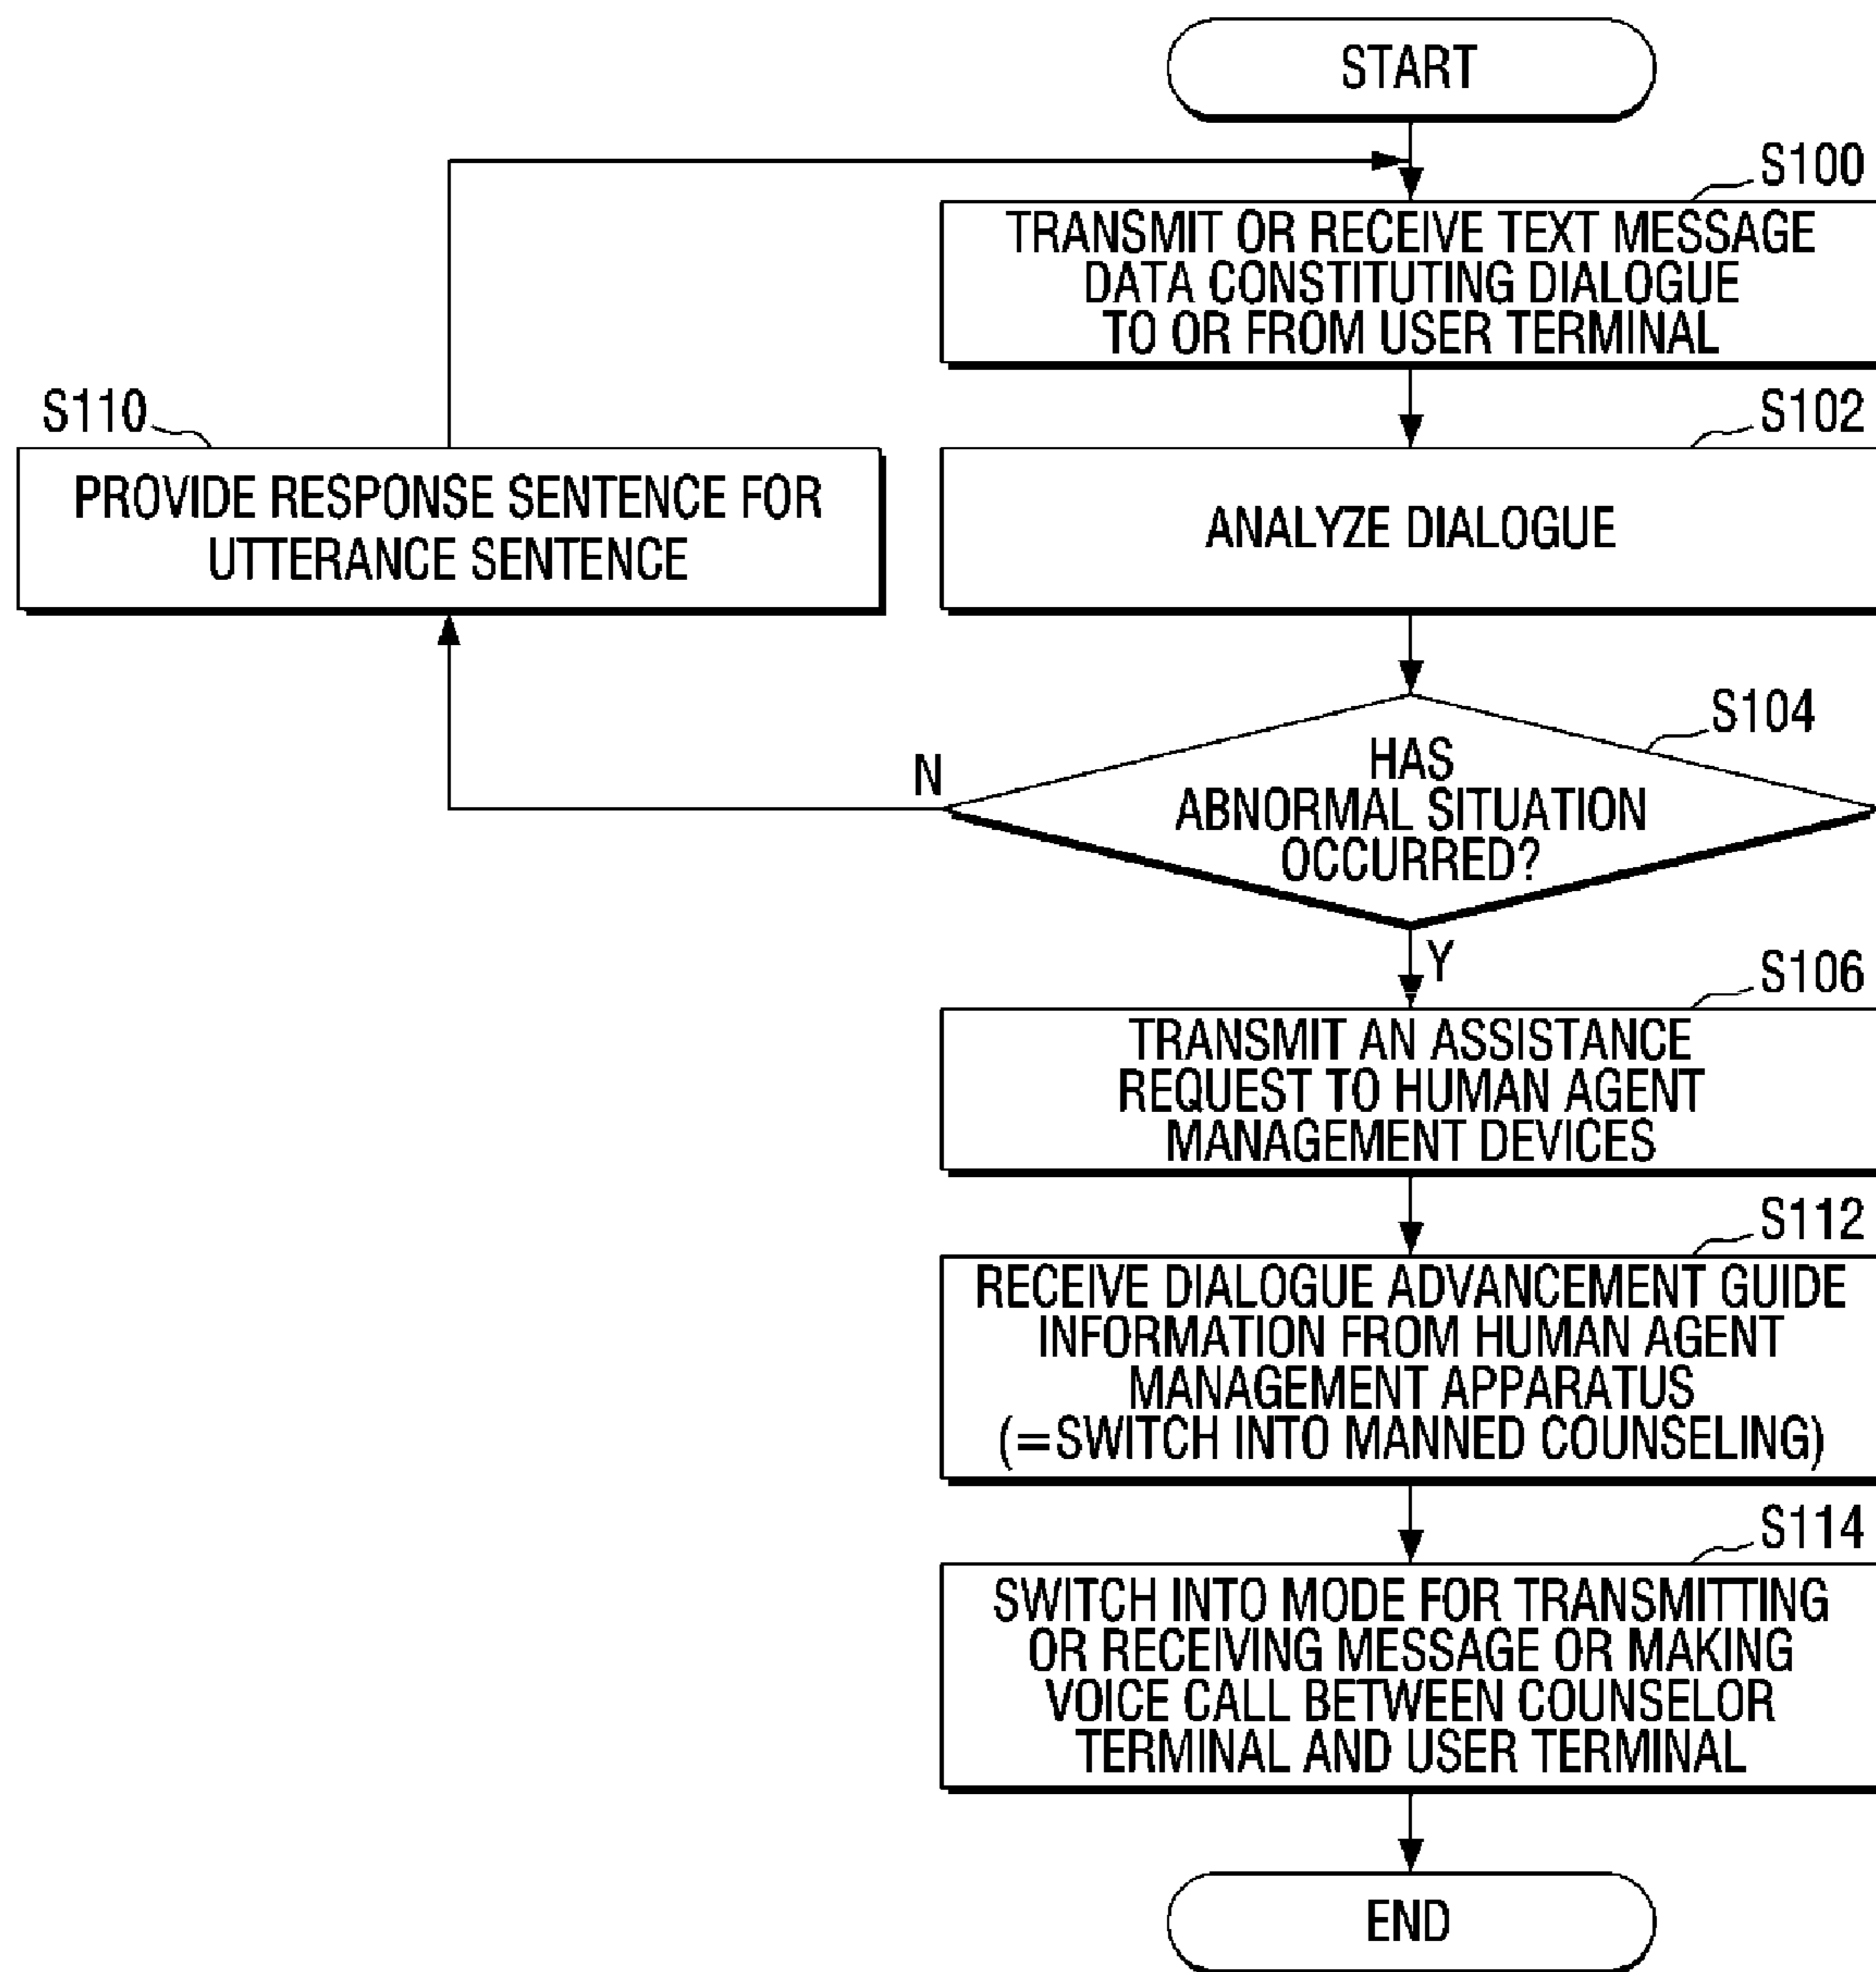 START
S100
TRANSMIT OR RECEIVE TEXT MESSAGE
DATA CONSTITUTING DIALOGUE
TO OR FROM USER TERMINAL
S110
PROVIDE RESPONSE SENTENCE FOR
UTTERANCE SENTENCE
S102
ANALYZE DIALOGUE
S104
HAS
ABNORMAL SITUATION
OCCURRED?
N
Y
S106
TRANSMIT AN ASSISTANCE
REQUEST TO HUMAN AGENT
MANAGEMENT DEVICES
S112
RECEIVE DIALOGUE ADVANCEMENT GUIDE
INFORMATION FROM HUMAN AGENT
MANAGEMENT APPARATUS
(=SWITCH INTO MANNED COUNSELING)
S114
SWITCH INTO MODE FOR TRANSMITTING
OR RECEIVING MESSAGE OR MAKING
VOICE CALL BETWEEN COUNSELOR
TERMINAL AND USER TERMINAL
END